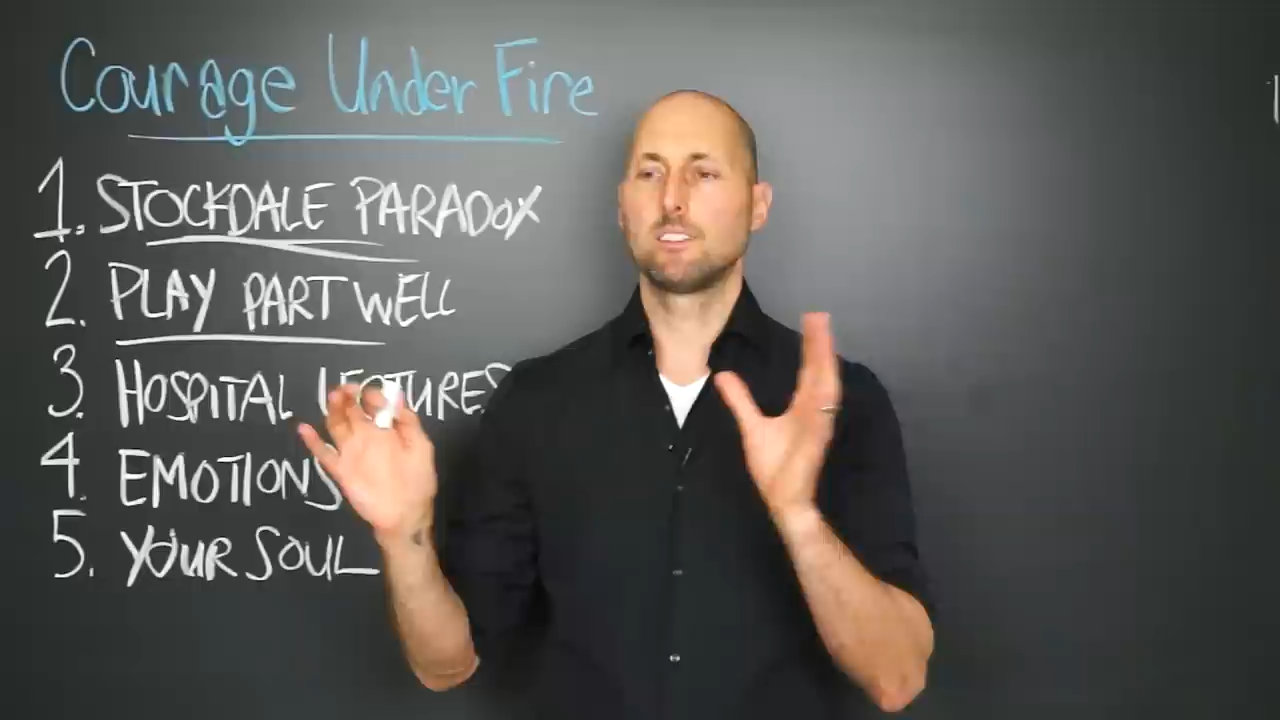 Courage Under Fire
1. STOCKDALE PARADOX
2. PLAY PART WELL
3. HOSPITAL LECTURES
4. EMOTIONS
5. YOUR SOUL